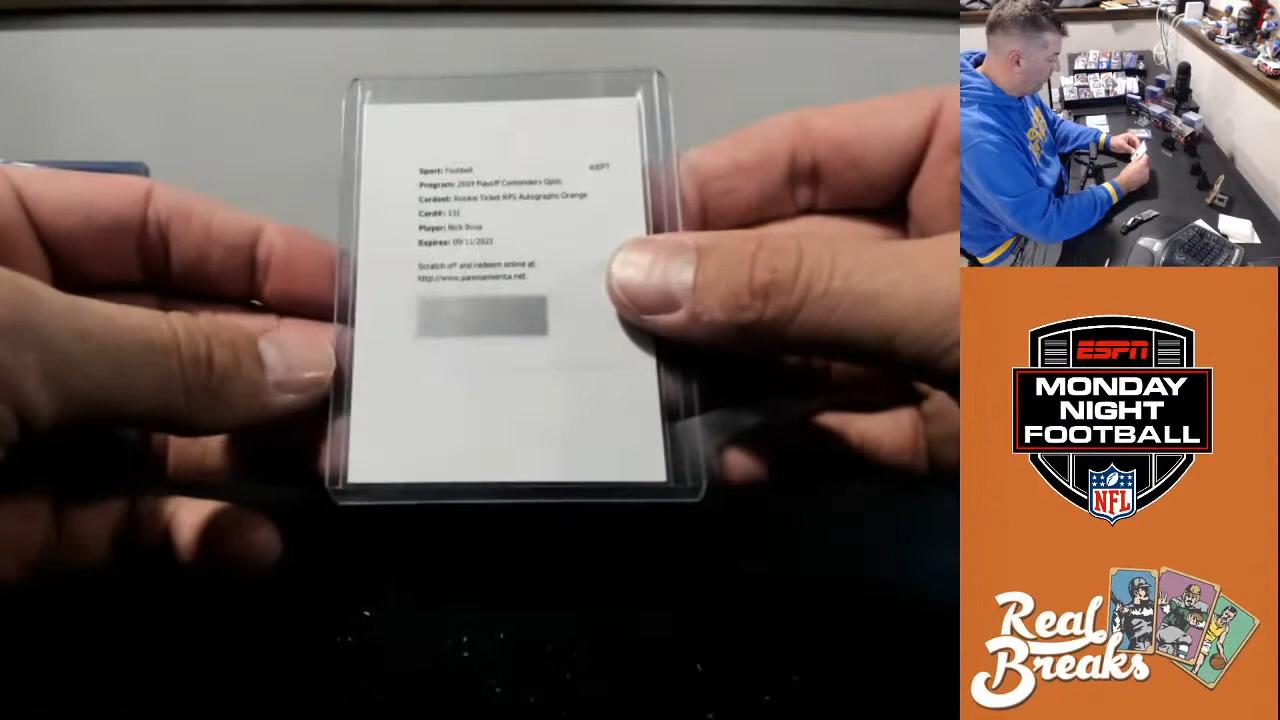 Sport: Football
Program: 2019 Playoff Contenders Optic
Cardset: Rookie Ticket RPS Autographs Orange
Card#: 131
Player: Nick Bosa
Expires: 09/11/2021
Scratch off and redeem online at:
http://www.paniniamerica.net.
ESPN
MONDAY
NIGHT
FOOTBALL
NFL
Real
Breaks